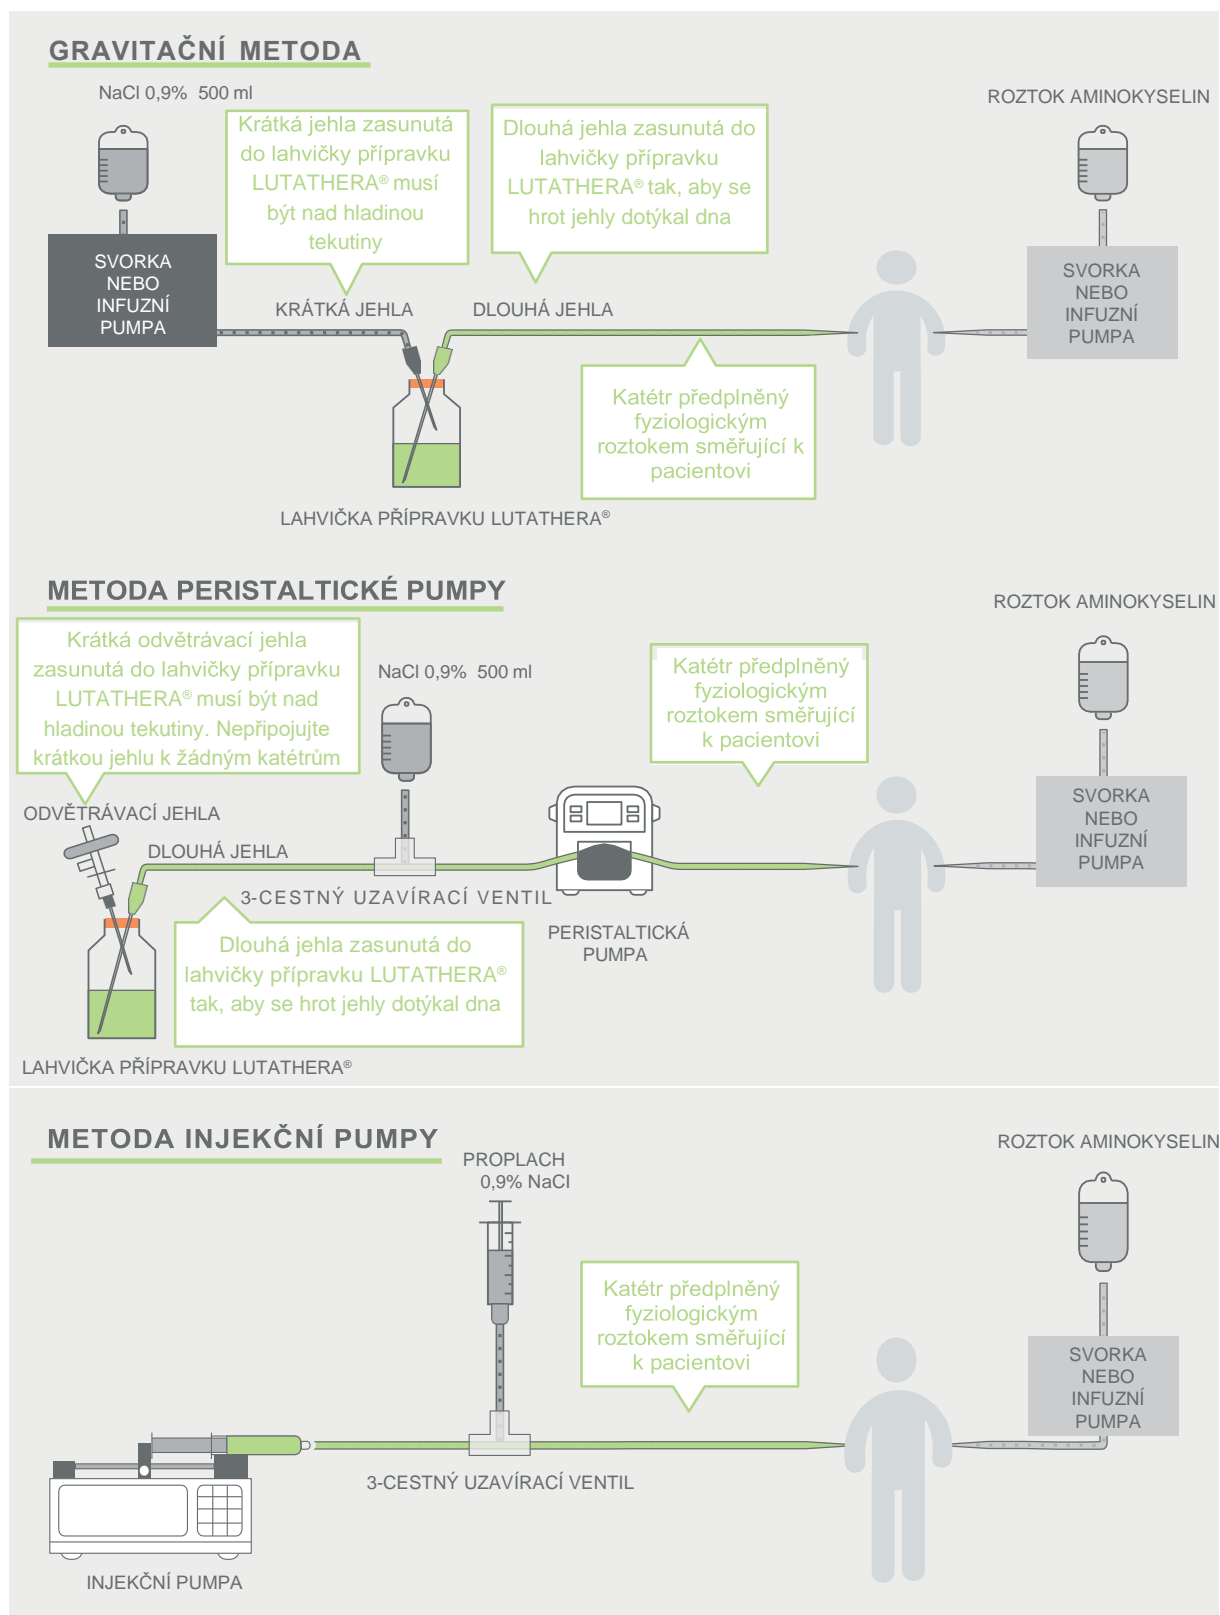 GRAVITAČNÍ METODA
NaCl 0,9% 500 ml
ROZTOK AMINOKYSELIN
Krátká jehla zasunutá
do lahvičky přípravku
LUTATHERA® musí
být nad hladinou
tekutiny
Dlouhá jehla zasunutá do
lahvičky přípravku
LUTATHERA® tak, aby se
hrot jehly dotýkal dna
SVORKA
NEBO
INFUZNÍ
PUMPA
KRÁTKÁ JEHLA
DLOUHÁ JEHLA
SVORKA
NEBO
INFUZNÍ
PUMPA
Katétr předplněný
fyziologickým
roztokem směřující k
pacientovi
LAHVIČKA PŘÍPRAVKU LUTATHERA®
METODA PERISTALTICKÉ PUMPY
ROZTOK AMINOKYSELIN
Krátká odvětrávací jehla
zasunutá do lahvičky přípravku
LUTATHERA® musí být nad
hladinou tekutiny. Nepřipojujte
krátkou jehlu k žádným katétrům
NaCl 0,9% 500 ml
Katétr předplněný
fyziologickým
roztokem směřující
k pacientovi
ODVĚTRÁVACÍ JEHLA
DLOUHÁ JEHLA
3-CESTNÝ UZAVÍRACÍ VENTIL
SVORKA
NEBO
INFUZNÍ
PUMPA
PERISTALTICKÁ
PUMPA
Dlouhá jehla zasunutá do
lahvičky přípravku LUTATHERA®
tak, aby se hrot jehly dotýkal dna
LAHVIČKA PŘÍPRAVKU LUTATHERA®
METODA INJEKČNÍ PUMPY
ROZTOK AMINOKYSELIN
PROPLACH
0,9% NaCl
Katétr předplněný
fyziologickým
roztokem směřující
k pacientovi
SVORKA
NEBO
INFUZNÍ
PUMPA
3-CESTNÝ UZAVÍRACÍ VENTIL
INJEKČNÍ PUMPA